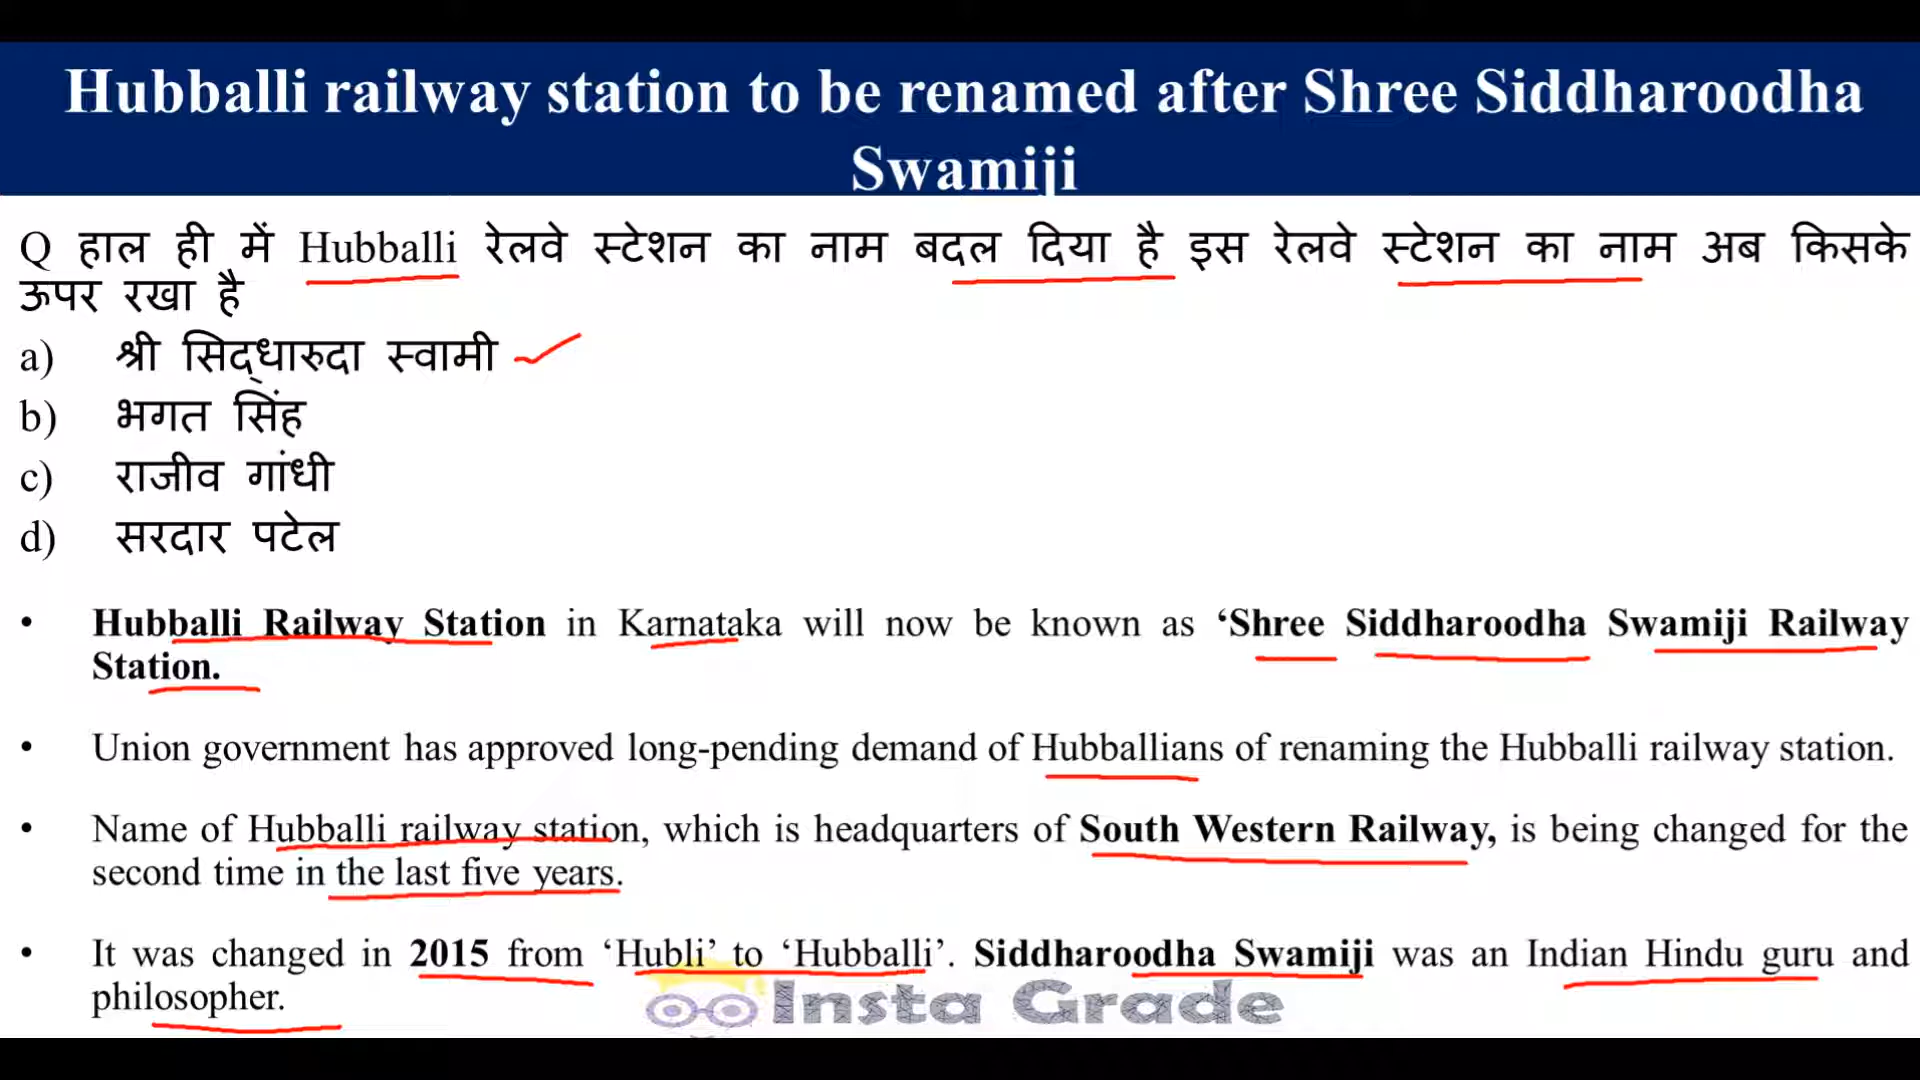 Hubballi railway station to be renamed after Shree Siddharoodha
Swamiji
Q हाल ही में Hubballi रेलवे स्टेशन का नाम बदल दिया है इस रेलवे स्टेशन का नाम अब किसके
ऊपर रखा है
a) श्री सिद्धारुदा स्वामी
b) भगत सिंह
c) राजीव गांधी
d) सरदार पटेल
• Hubballi Railway Station in Karnataka will now be known as ‘Shree Siddharoodha Swamiji Railway
Station.
• Union government has approved long-pending demand of Hubballians of renaming the Hubballi railway station.
• Name of Hubballi railway station, which is headquarters of South Western Railway, is being changed for the
second time in the last five years.
• It was changed in 2015 from ‘Hubli’ to ‘Hubballi’. Siddharoodha Swamiji was an Indian Hindu guru and
philosopher.
Insta Grade